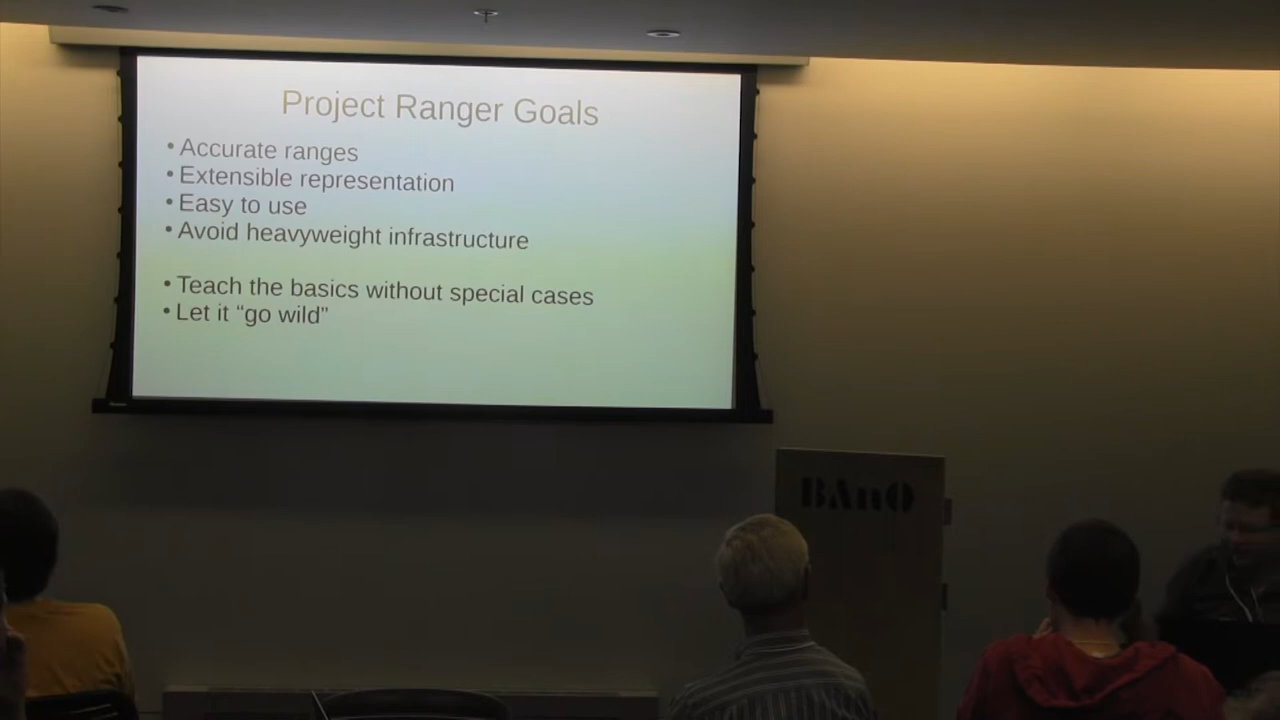 Project Ranger Goals
• Accurate ranges
• Extensible representation
• Easy to use
• Avoid heavyweight infrastructure
• Teach the basics without special cases
• Let it “go wild”
BAnQ